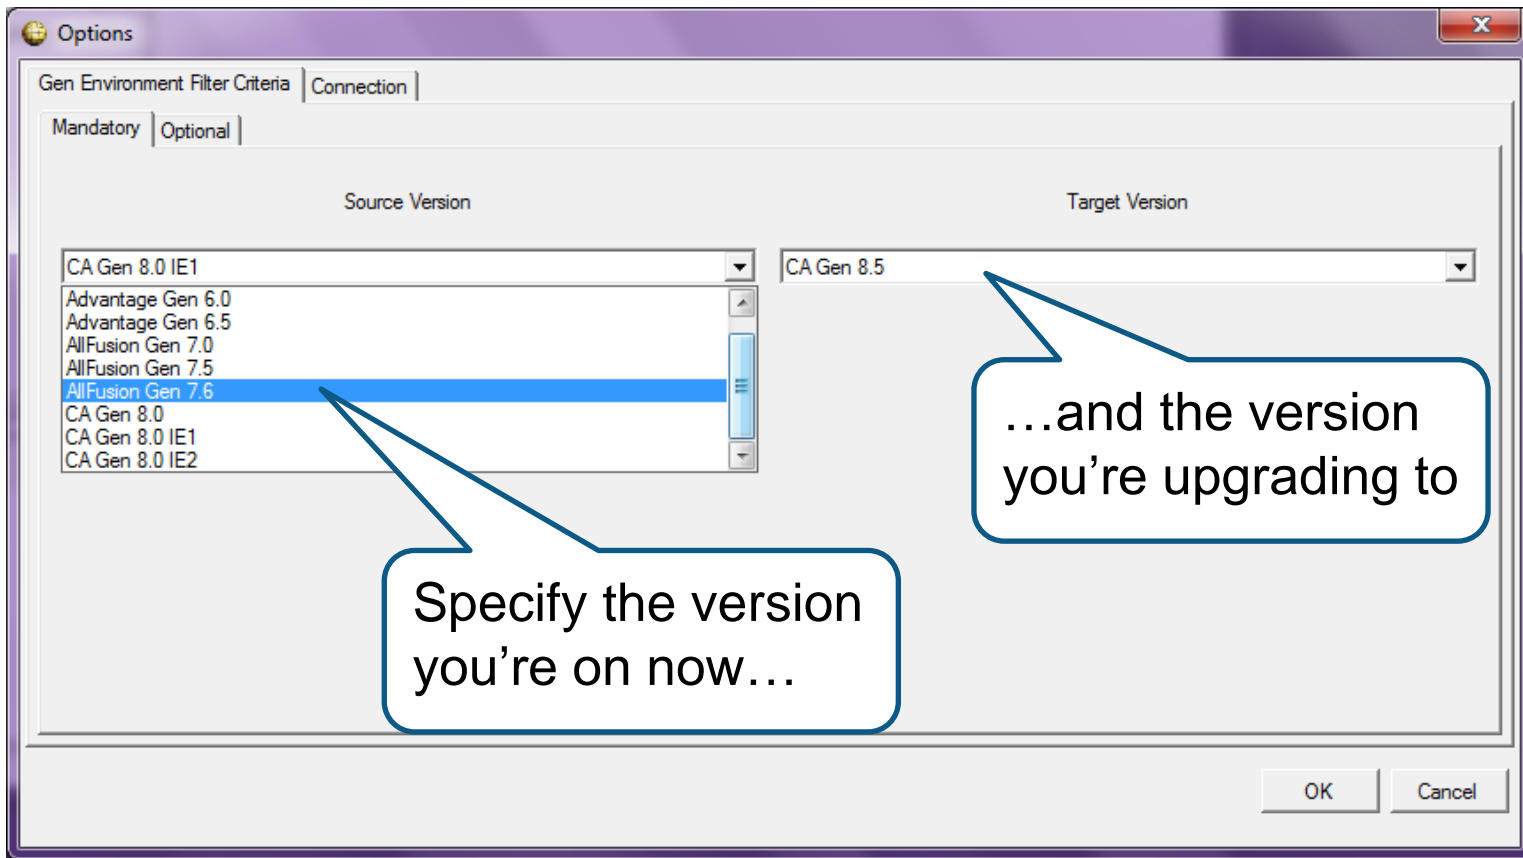 Options
Gen Environment Filter Criteria
Connection
Mandatory
Optional
Source Version
Target Version
CA Gen 8.0 IE1
CA Gen 8.5
Advantage Gen 6.0
Advantage Gen 6.5
AllFusion Gen 7.0
AllFusion Gen 7.5
AllFusion Gen 7.6
CA Gen 8.0
CA Gen 8.0 IE1
CA Gen 8.0 IE2
…and the version
you’re upgrading to
Specify the version
you’re on now…
OK
Cancel